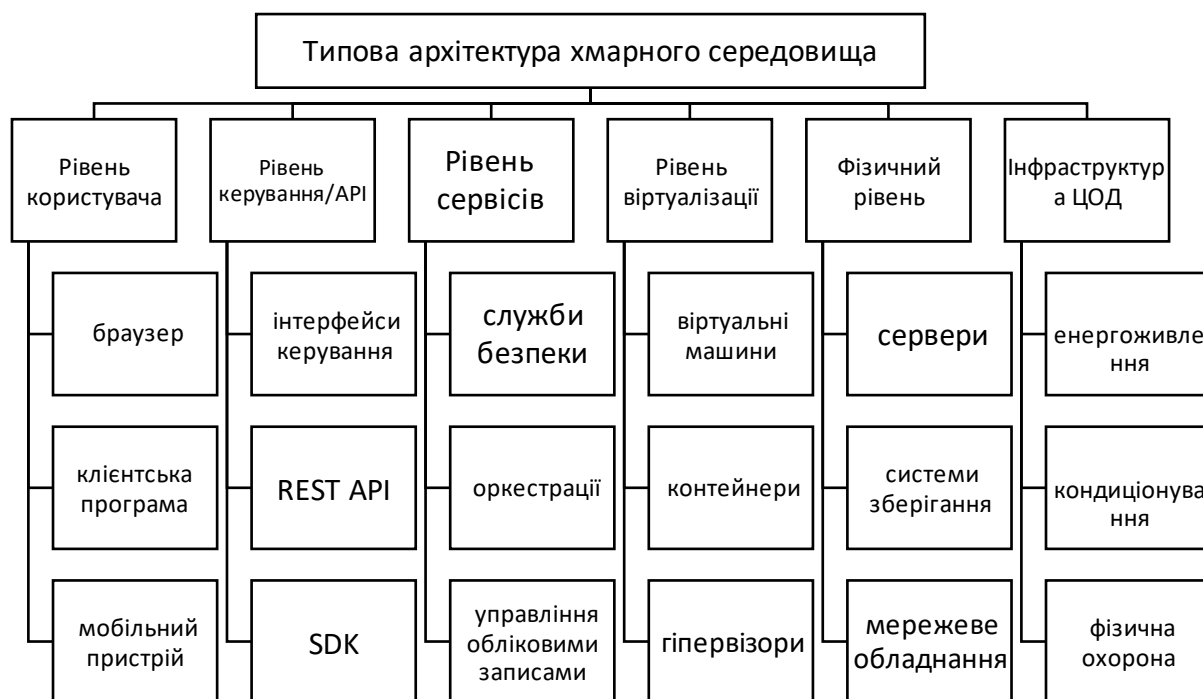 Типова архітектура хмарного середовища
Рівень
користувача
Рівень
керування/API
Рівень
сервісів
Рівень
віртуалізації
Фізичний
рівень
Інфраструктур
а ЦОД
браузер
інтерфейси
керування
служби
безпеки
віртуальні
машини
сервери
енергоживле
ння
клієнтська
програма
REST API
оркестрації
контейнери
системи
зберігання
кондиціонува
ння
мобільний
пристрій
SDK
управління
обліковими
записами
гіпервізори
мережеве
обладнання
фізична
охорона